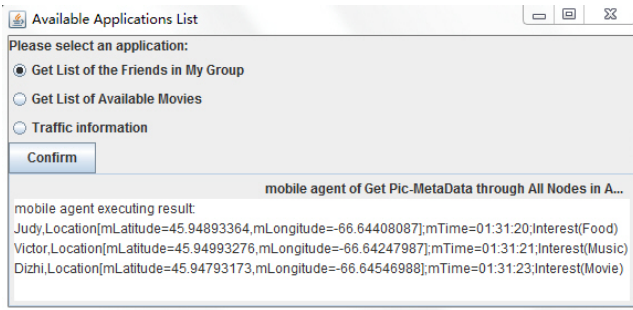 Available Applications List
Please select an application:
Get List of the Friends in My Group
Get List of Available Movies
Traffic information
Confirm
mobile agent of Get Pic-MetaData through All Nodes in A...
mobile agent executing result:
Judy,Location[mLatitude=45.94893364,mLongitude=-66.64408087];mTime=01:31:20;Interest(Food)
Victor,Location[mLatitude=45.94993276,mLongitude=-66.64247987];mTime=01:31:21;Interest(Music)
Dizhi,Location[mLatitude=45.94793173,mLongitude=-66.64546988];mTime=01:31:23;Interest(Movie)